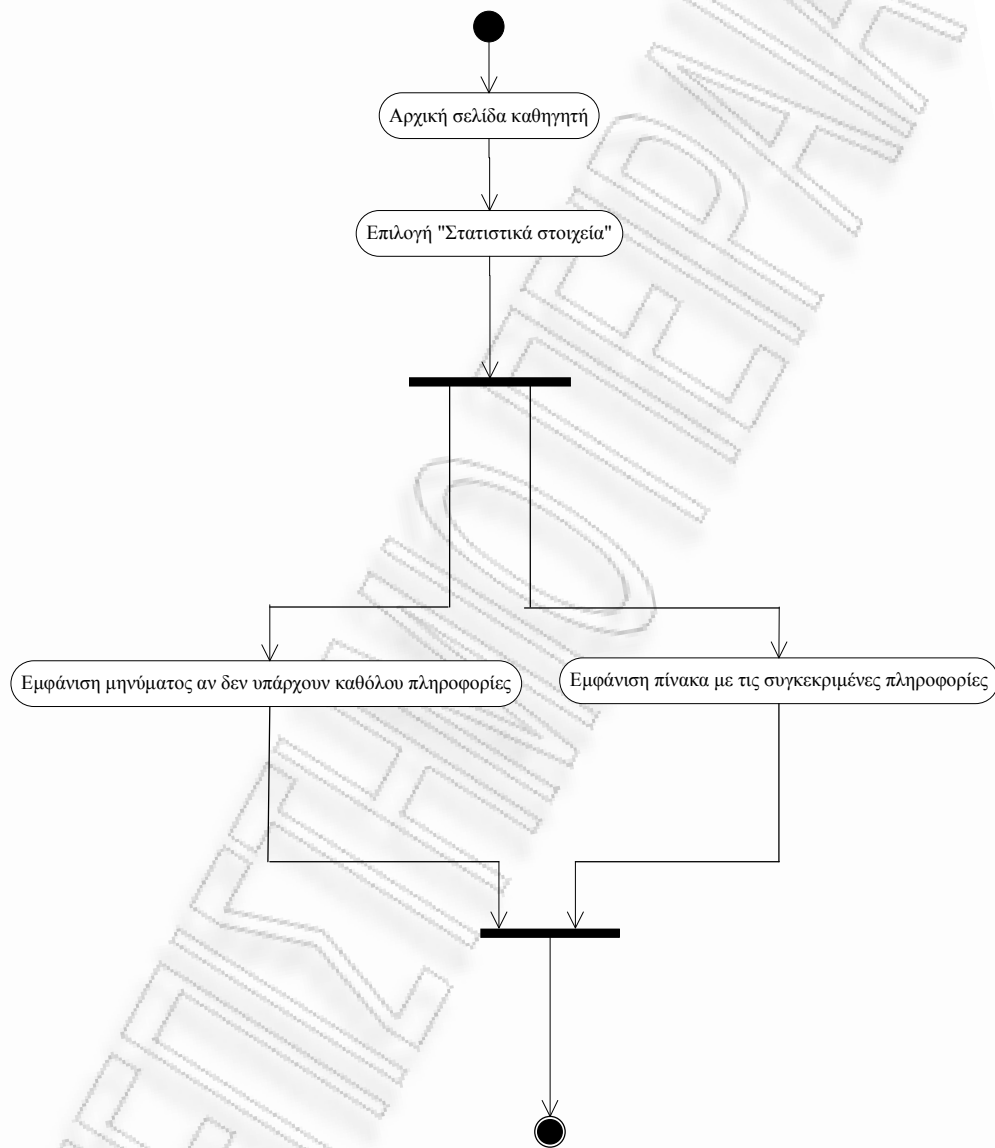 Αρχική σελίδα καθηγητή
Επιλογή "Στατιστικά στοιχεία"
Εμφάνιση μηνύματος αν δεν υπάρχουν καθόλου πληροφορίες
Εμφάνιση πίνακα με τις συγκεκριμένες πληροφορίες